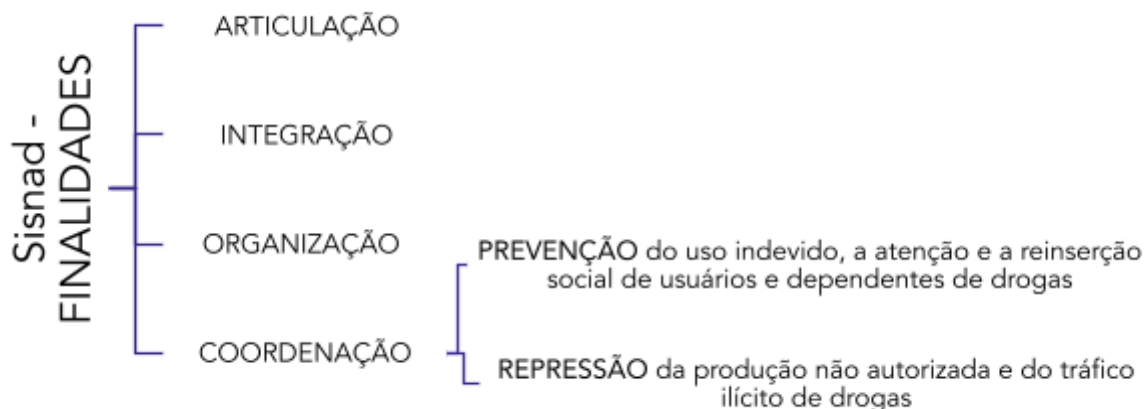 Sisnad -
FINALIDADES
ARTICULAÇÃO
INTEGRAÇÃO
ORGANIZAÇÃO
COORDENAÇÃO
PREVENÇÃO do uso indevido, a atenção e a reinserção
social de usuários e dependentes de drogas
REPRESSÃO da produção não autorizada e do tráfico
ilícito de drogas